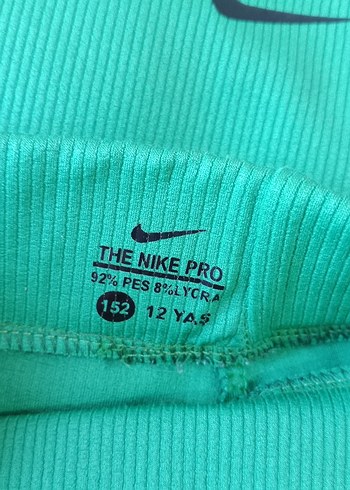 THE NIKE PRO
92% PES 8%LYCRA
152 12 YAŞ